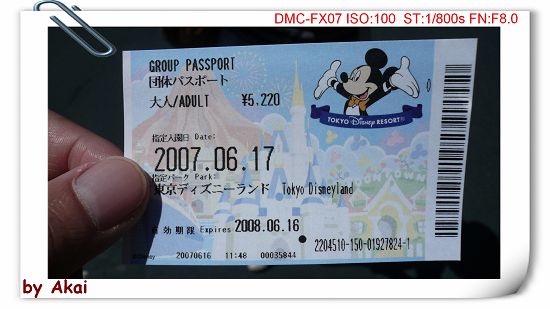 DMC-FX07 ISO:100 ST:1/800s FN:F8.0
GROUP PASSPORT
団体パスポート
大人/ADULT ¥5,220
TOKYO Disney RESORT®
指定入園日 Date:
2007.06.17
指定パーク Park:
東京ディズニーランド Tokyo Disneyland
有効期限 Expires 2008.06.16
2204510-150-01927824-1
©Disney 20070616 11:48 00035844
by Akai